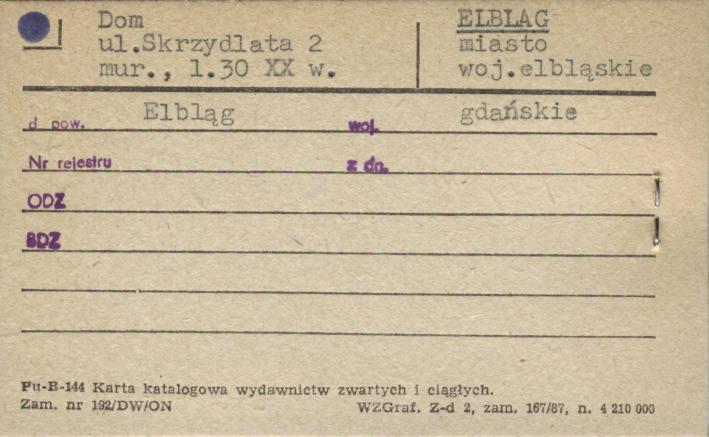 Dom
ul.Skrzydlata 2
mur., l.30 XX w.
ELBLĄG
miasto
woj.elbląskie
d pow. Elbląg woj. gdańskie
Nr rejestru z dn.
ODZ
BDZ
Pu-B-144 Karta katalogowa wydawnictw zwartych i ciągłych.
Zam. nr 192/DW/ON WZGraf. Z-d 2, zam. 167/87, n. 4 210 000